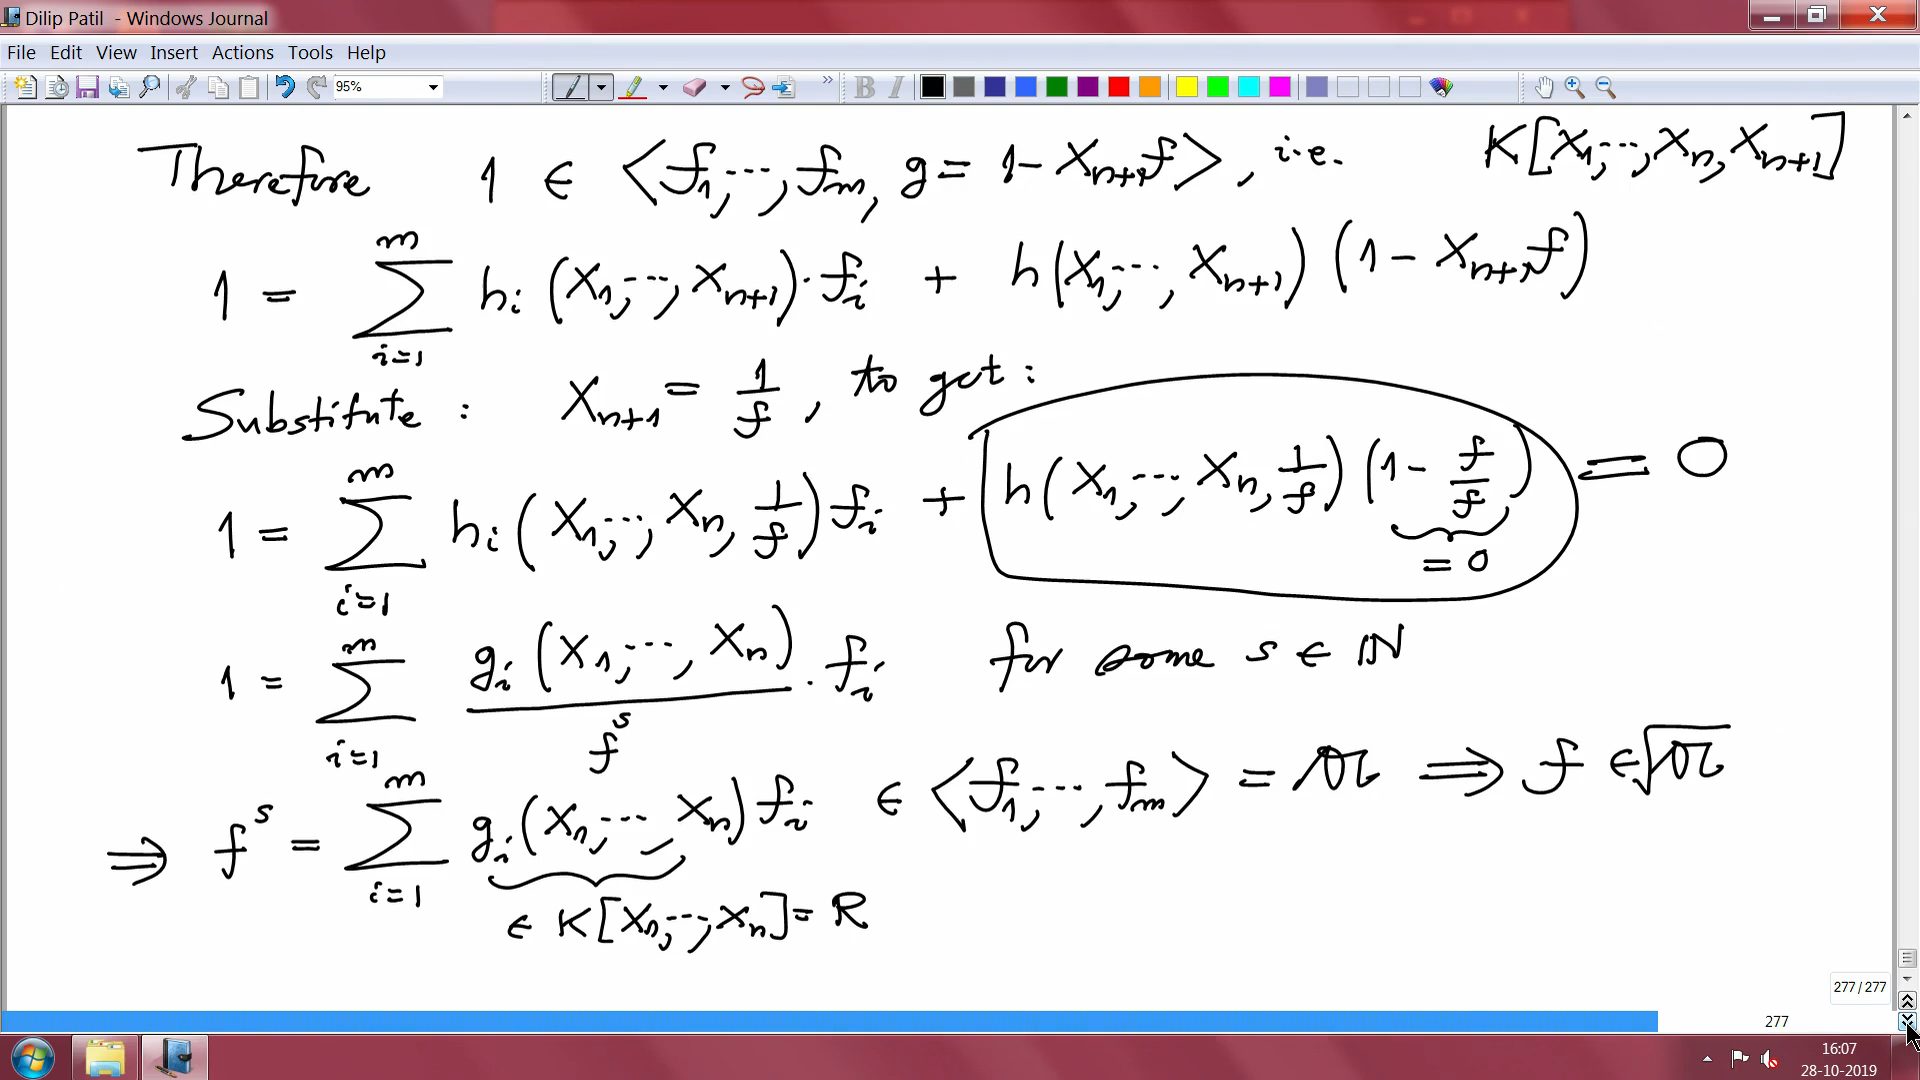 Dilip Patil - Windows Journal
File Edit View Insert Actions Tools Help
95%
Therefore 1 ∈ ⟨f₁,⋯,fₘ, g = 1 − Xₙ₊₁f⟩, i.e. K[X₁,⋯,Xₙ,Xₙ₊₁]
1 = ∑_{i=1}^{m} hᵢ(X₁,⋯,Xₙ₊₁)·fᵢ + h(X₁,⋯,Xₙ₊₁)(1 − Xₙ₊₁f)
Substitute : Xₙ₊₁ = 1/f , to get :
1 = ∑_{i=1}^{m} hᵢ(X₁,⋯,Xₙ, 1/f) fᵢ + h(X₁,⋯,Xₙ, 1/f)(1 − f/f) = 0
= 0
1 = ∑_{i=1}^{m} gᵢ(X₁,⋯,Xₙ)/f^s · fᵢ for some s ∈ ℕ
⇒ f^s = ∑_{i=1}^{m} gᵢ(X₁,⋯,Xₙ) fᵢ ∈ ⟨f₁,⋯,fₘ⟩ = 𝔄 ⇒ f ∈ √𝔄
∈ K[X₁,⋯,Xₙ] = R
277 / 277
277
16:07
28-10-2019